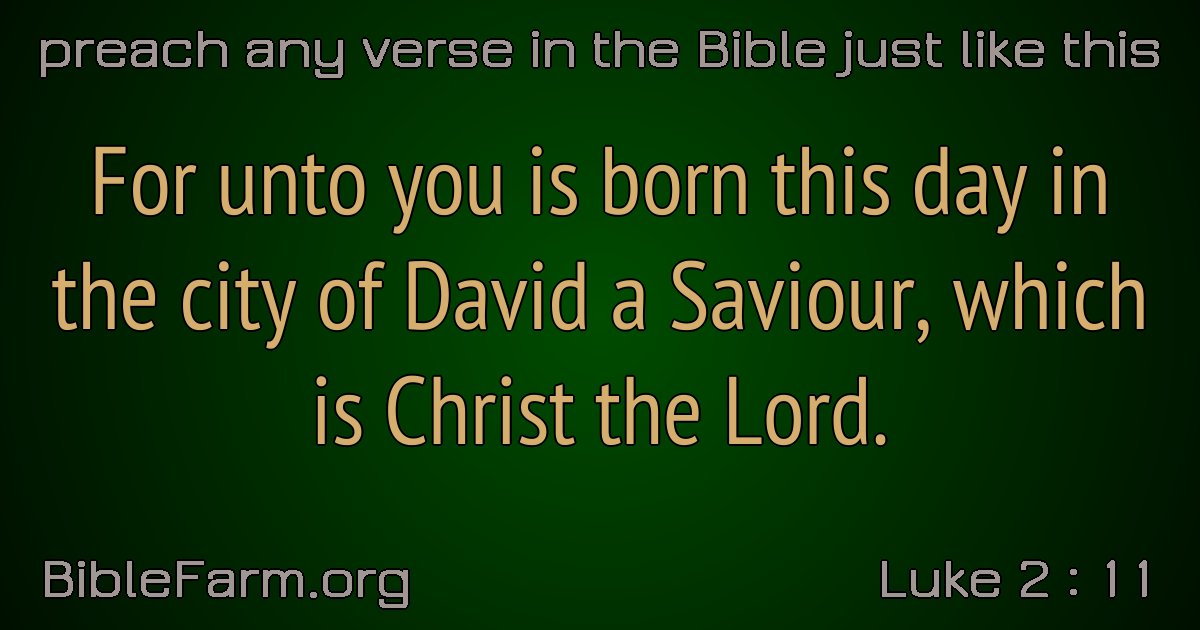 preach any verse in the Bible just like this
For unto you is born this day in
the city of David a Saviour, which
is Christ the Lord.
BibleFarm.org
Luke 2 : 11